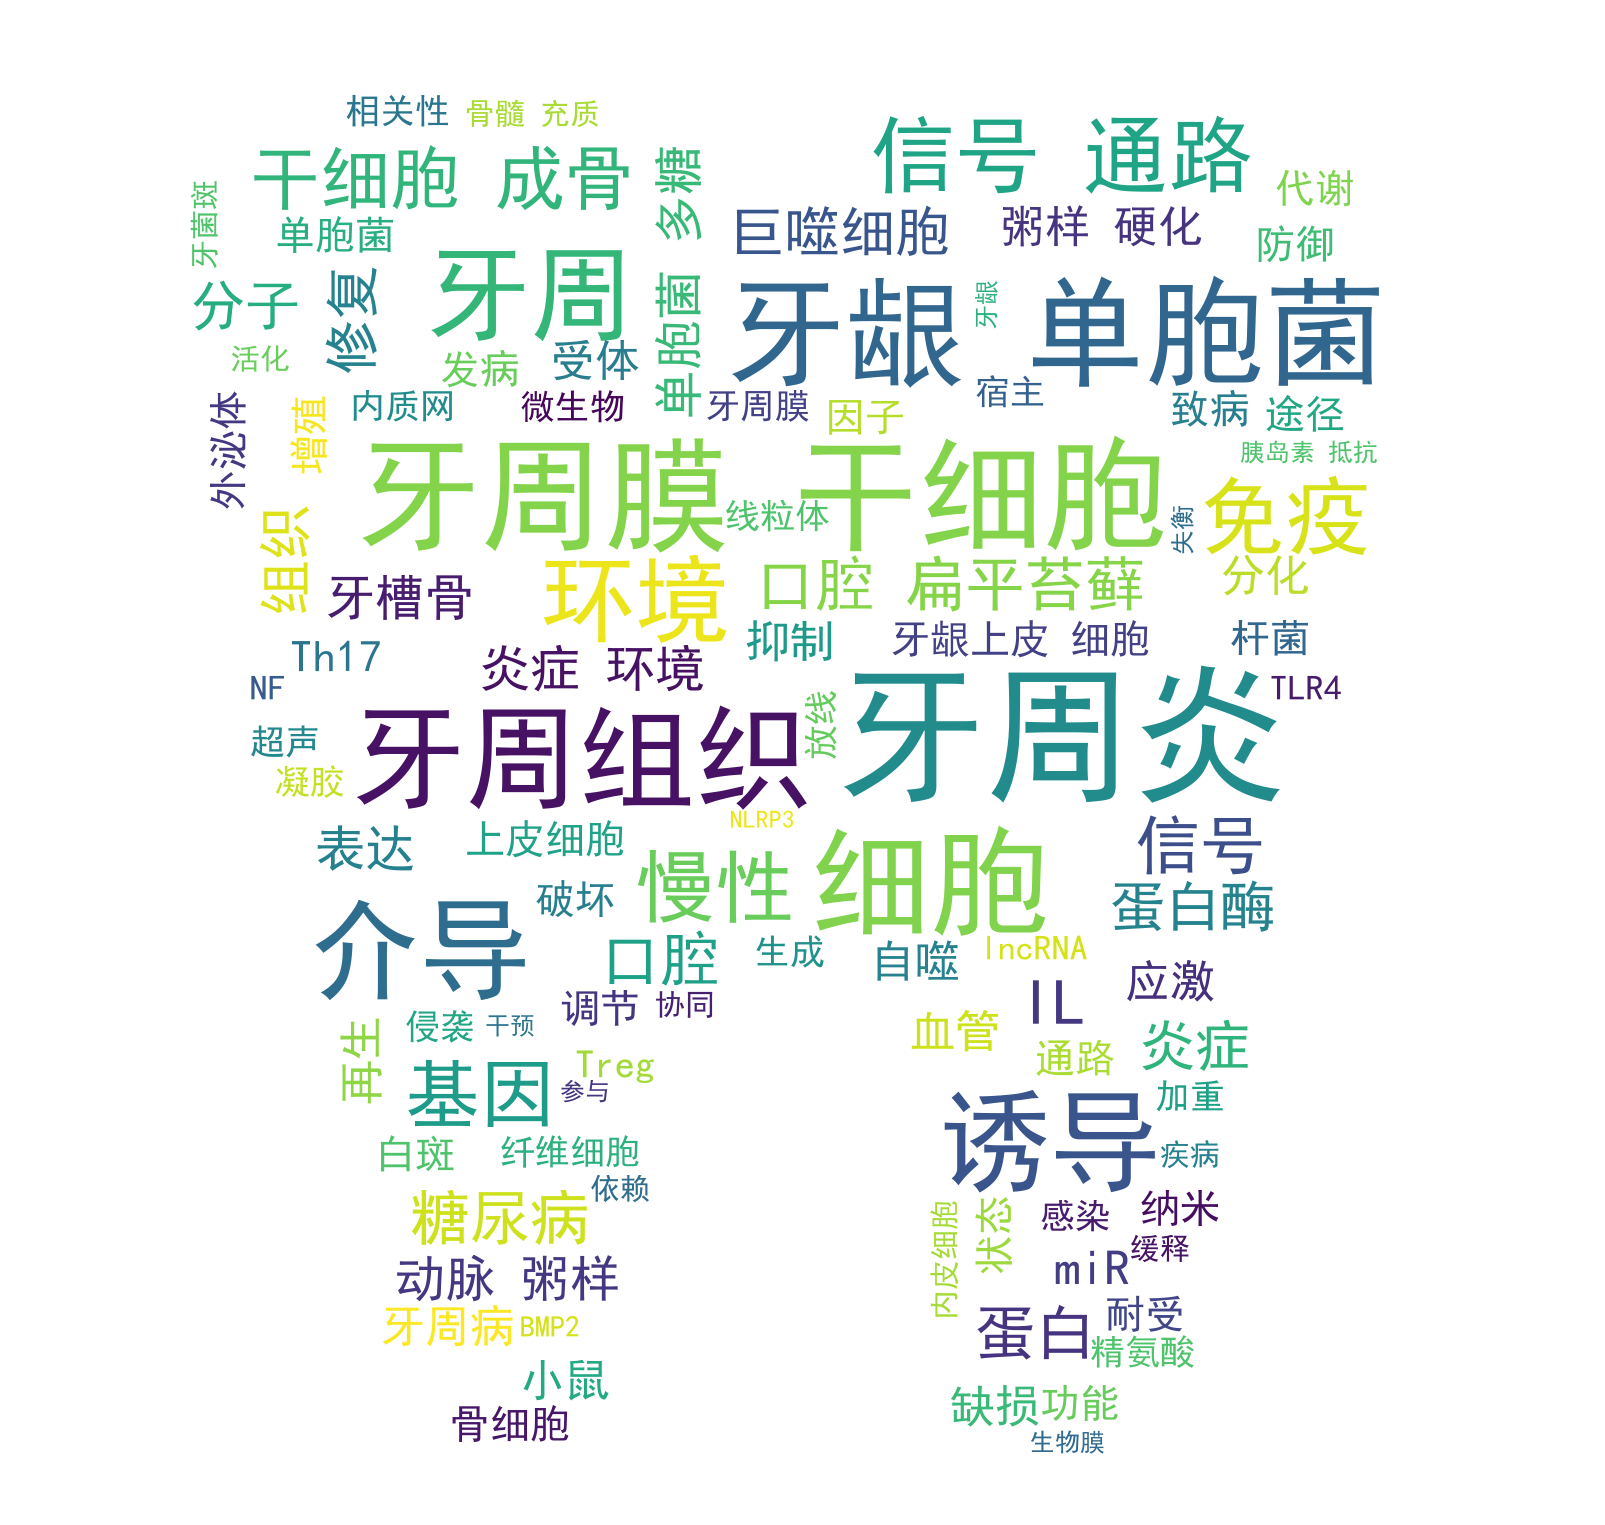 相关性
骨髓 充质
信号 通路
干细胞 成骨
多糖
代谢
牙菌斑
单胞菌
巨噬细胞
粥样 硬化
防御
牙周
分子
修复
单胞菌
牙龈
牙龈
单胞菌
活化
发病
受体
宿主
外泌体
增殖
内质网
微生物
牙周膜
因子
致病
途径
牙周膜 干细胞
胰岛素 抵抗
线粒体
失衡
免疫
组织
牙槽骨
环境
口腔 扁平苔藓
分化
Th17
抑制
牙龈上皮 细胞
杆菌
NF
炎症 环境
牙周炎
TLR4
超声
牙周组织
放线
凝胶
NLRP3
表达
上皮细胞
慢性
细胞
信号
破坏
蛋白酶
介导
口腔
生成
自噬
lncRNA
应激
调节
协同
IL
侵袭
干预
血管
炎症
再生
Treg
通路
基因
参与
诱导
加重
白斑
纤维细胞
疾病
依赖
糖尿病
内皮细胞
状态
感染
纳米
动脉 粥样
miR
缓释
牙周病
BMP2
蛋白
耐受
精氨酸
小鼠
缺损
功能
骨细胞
生物膜